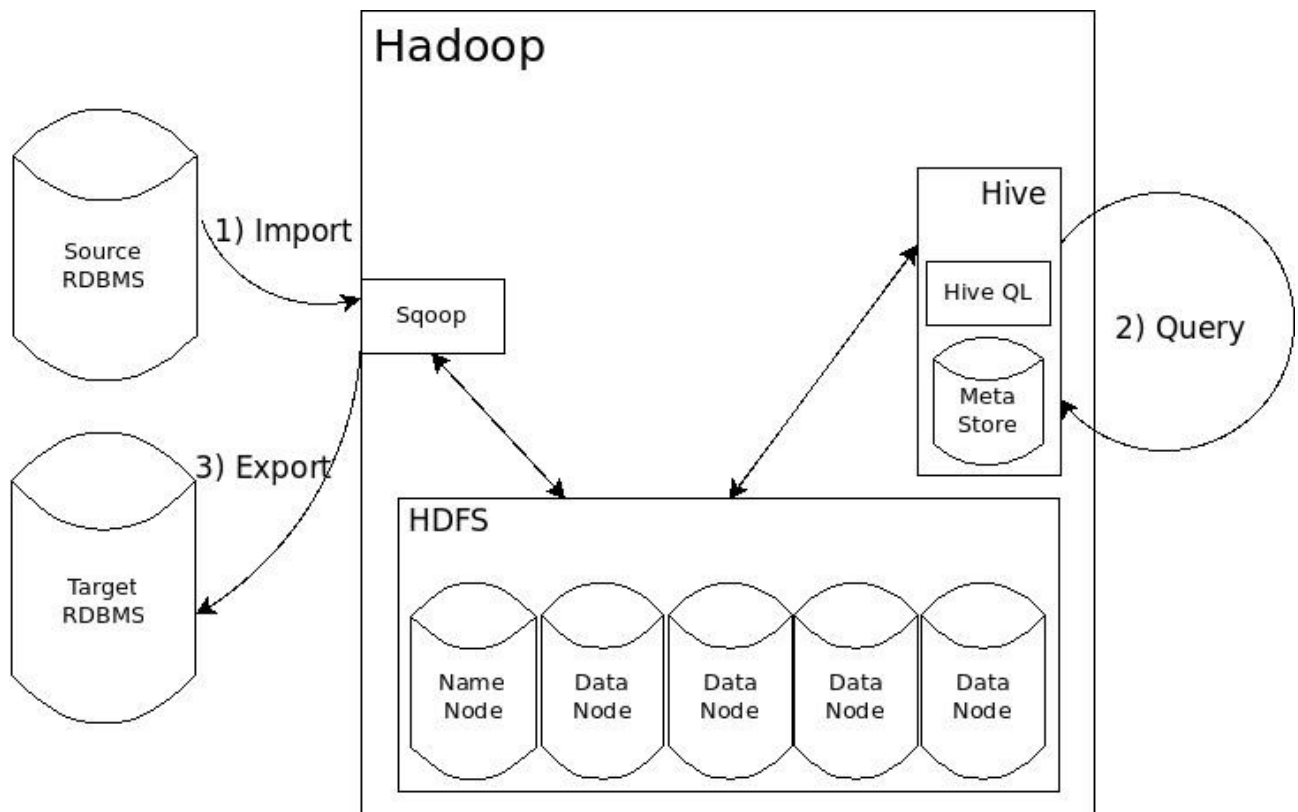 Hadoop
Source
RDBMS
1) Import
Sqoop
Hive
Hive QL
Meta
Store
2) Query
3) Export
Target
RDBMS
HDFS
Name
Node
Data
Node
Data
Node
Data
Node
Data
Node